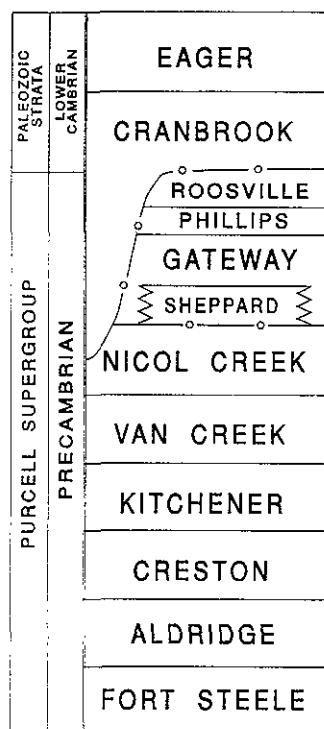 PALEOZOIC
STRATA
LOWER
CAMBRIAN
EAGER
CRANBROOK
PURCELL SUPERGROUP
PRECAMBRIAN
ROOSVILLE
PHILLIPS
GATEWAY
SHEPPARD
NICOL CREEK
VAN CREEK
KITCHENER
CRESTON
ALDRIDGE
FORT STEELE